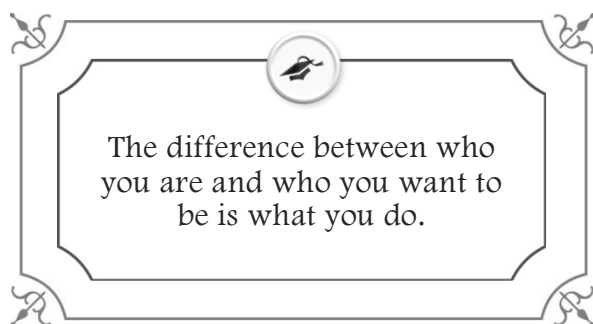 The difference between who
you are and who you want to
be is what you do.